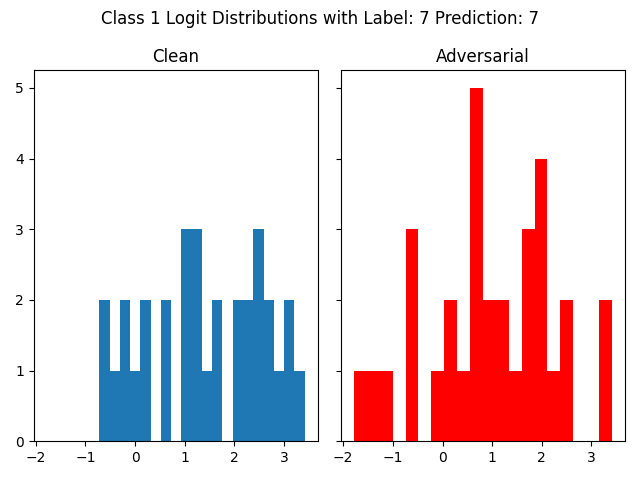 Class 1 Logit Distributions with Label: 7 Prediction: 7
Clean
Adversarial
5
4
3
2
1
0
−2 −1 0 1 2 3
−2 −1 0 1 2 3